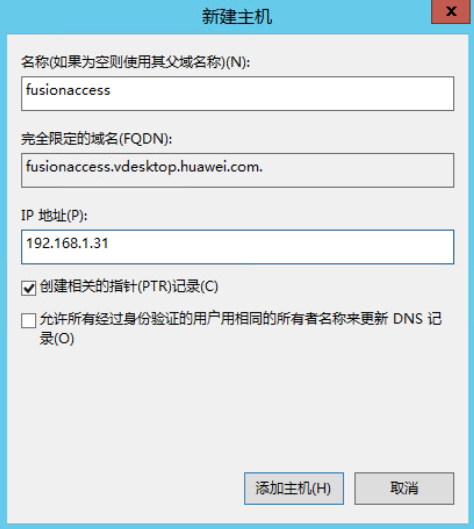 新建主机
x
名称(如果为空则使用其父域名称)(N):
fusionaccess
完全限定的域名(FQDN):
fusionaccess.vdesktop.huawei.com.
IP 地址(P):
192.168.1.31
创建相关的指针(PTR)记录(C)
允许所有经过身份验证的用户用相同的所有者名称来更新 DNS 记
录(O)
添加主机(H)
取消